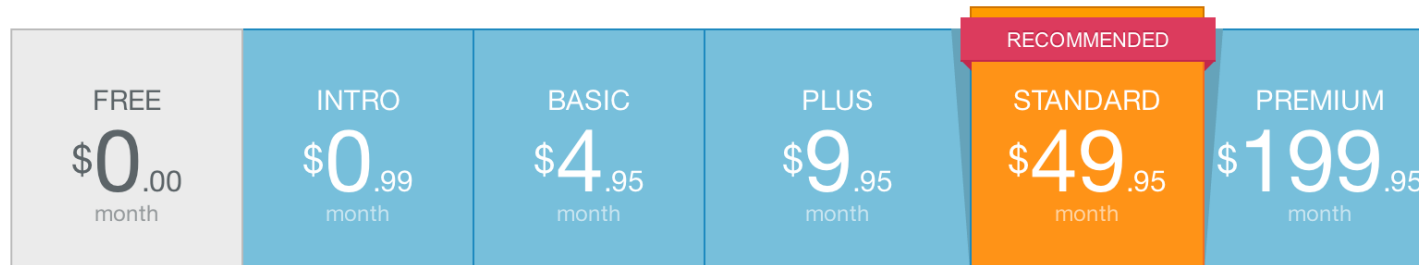 RECOMMENDED
FREE
$0.00
month
INTRO
$0.99
month
BASIC
$4.95
month
PLUS
$9.95
month
STANDARD
$49.95
month
PREMIUM
$199.95
month